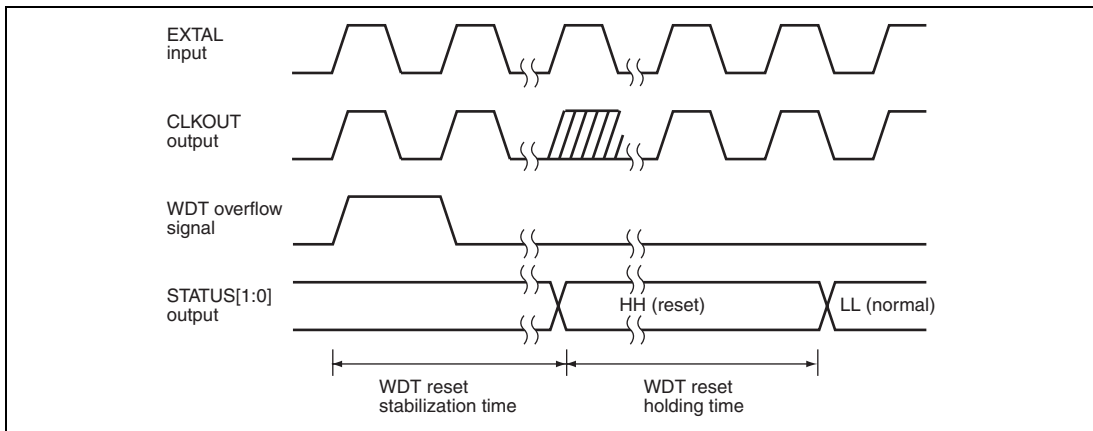 EXTAL
input
CLKOUT
output
WDT overflow
signal
STATUS[1:0]
output
HH (reset)
LL (normal)
WDT reset
stabilization time
WDT reset
holding time